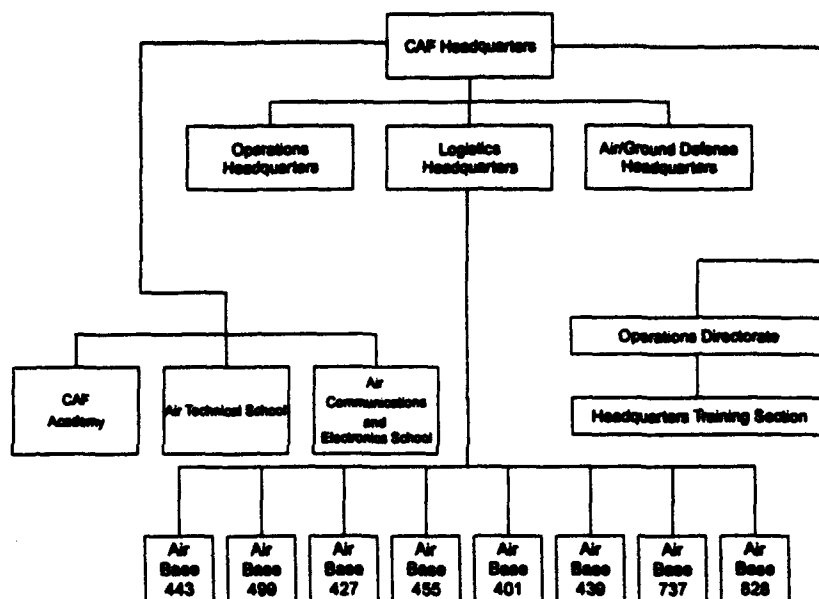 CAF Headquarters
Operations
Headquarters
Logistics
Headquarters
Air/Ground Defense
Headquarters
Operations Directorate
CAF
Academy
Air Technical School
Air
Communications
and
Electronics School
Headquarters Training Section
Air
Base
443
Air
Base
499
Air
Base
427
Air
Base
455
Air
Base
401
Air
Base
439
Air
Base
737
Air
Base
828